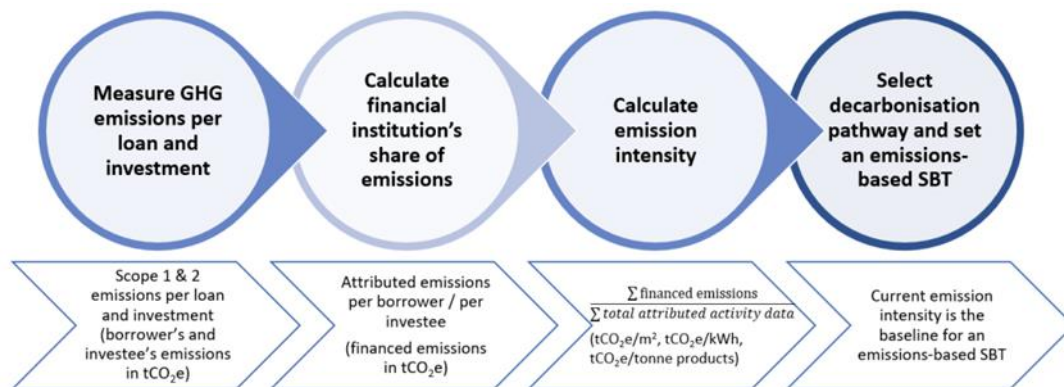 Measure GHG
emissions per
loan and
investment
Calculate
financial
institution's
share of
emissions
Calculate
emission
intensity
Select
decarbonisation
pathway and set
an emissions-
based SBT
Scope 1 & 2
emissions per loan
and investment
(borrower's and
investee's emissions
in tCO₂e)
Attributed emissions
per borrower / per
investee
(financed emissions
in tCO₂e)
∑ financed emissions
∑ total attributed activity data
(tCO₂e/m², tCO₂e/kWh,
tCO₂e/tonne products)
Current emission
intensity is the
baseline for an
emissions-based SBT